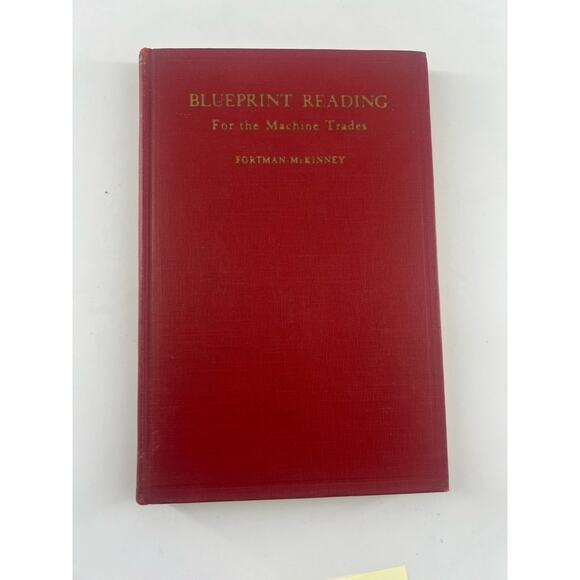 BLUEPRINT READING
For the Machine Trades
FORTMAN-McKINNEY